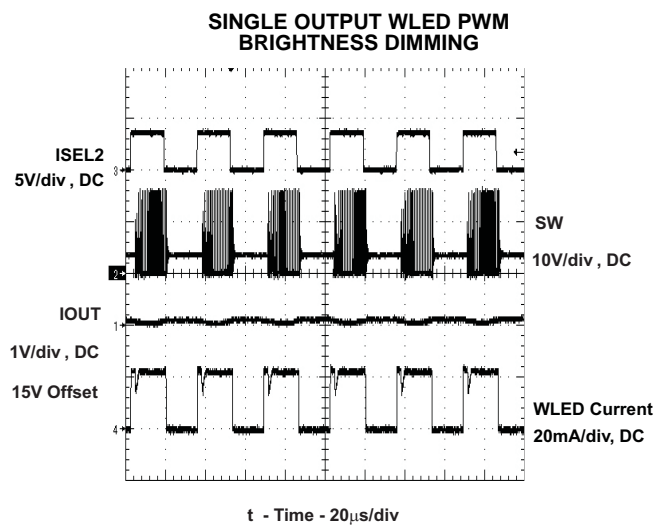 SINGLE OUTPUT WLED PWM
BRIGHTNESS DIMMING
ISEL2
5V/div , DC
3
SW
10V/div , DC
2
IOUT
1
1V/div , DC
15V Offset
WLED Current
4
20mA/div, DC
t - Time - 20μs/div